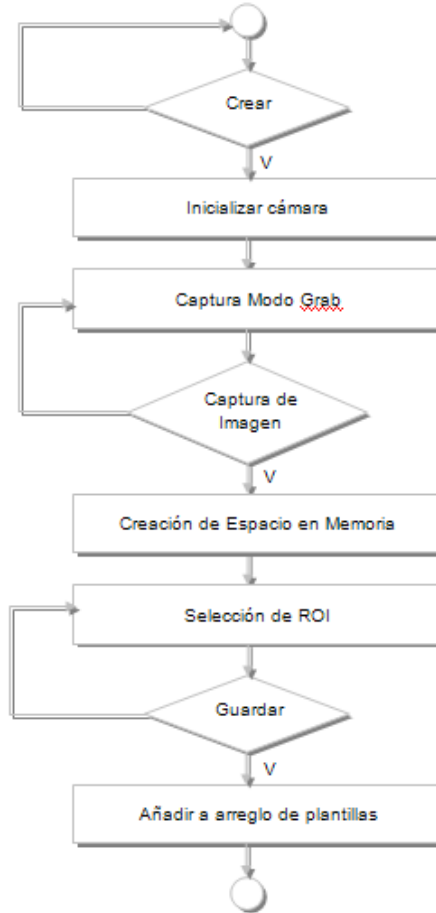 Crear
V
Inicializar cámara
Captura Modo Grab
Captura de
Imagen
V
Creación de Espacio en Memoria
Selección de ROI
Guardar
V
Añadir a arreglo de plantillas